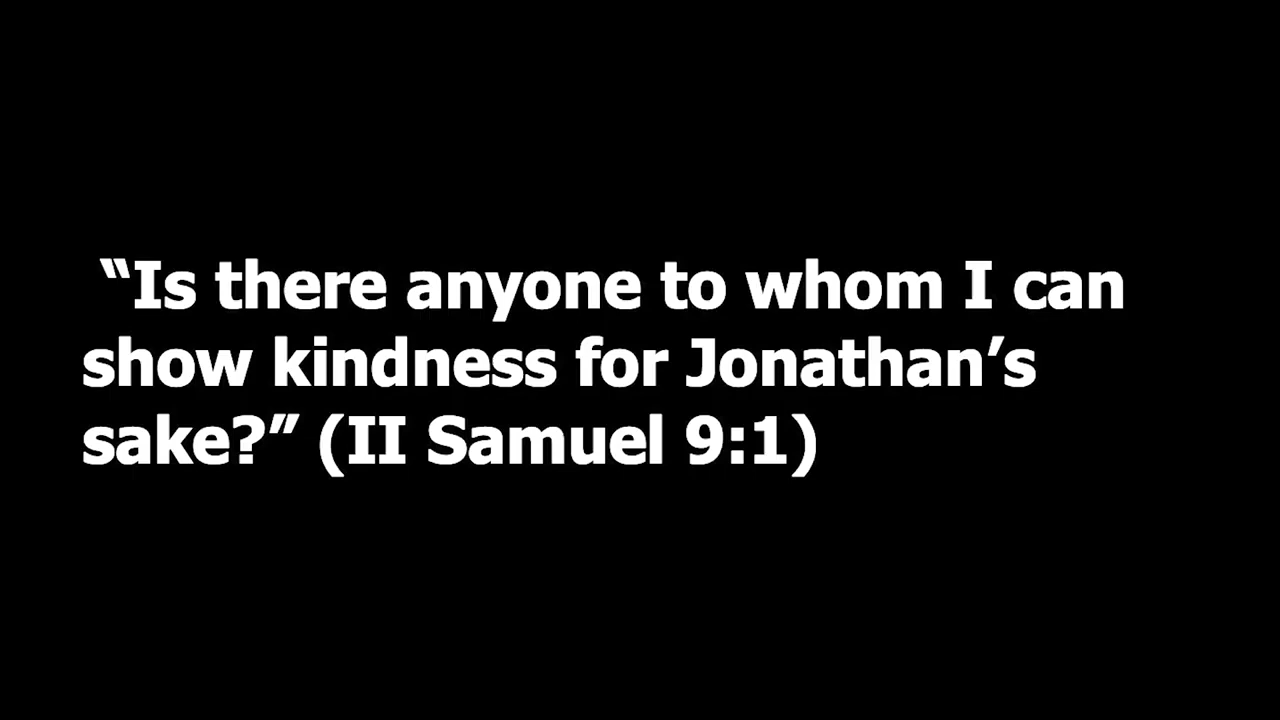 “Is there anyone to whom I can
show kindness for Jonathan’s
sake?” (II Samuel 9:1)